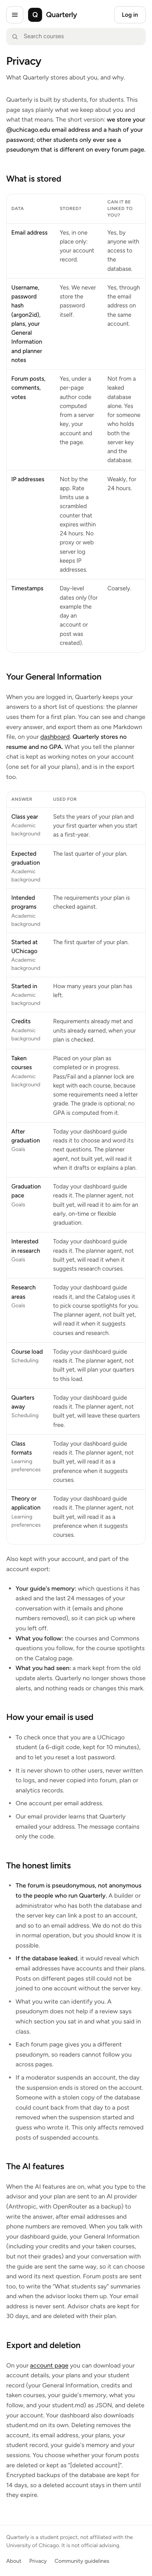 Quarterly
Log in
Search courses
Privacy
What Quarterly stores about you, and why.
Quarterly is built by students, for students. This
page says plainly what we keep about you and what
that means. The short version: we store your
@uchicago.edu email address and a hash of your
password; other students only ever see a
pseudonym that is different on every forum page.
What is stored
DATA
STORED?
CAN IT BE
LINKED TO
YOU?
Email address
Yes, in one
place only:
your account
record.
Yes, by
anyone with
access to
the
database.
Username,
password
hash
(argon2id),
plans, your
General
Information
and planner
notes
Yes. We never
store the
password
itself.
Yes, through
the email
address on
the same
account.
Forum posts,
comments,
votes
Yes, under a
per-page
author code
computed
from a server
key, your
account and
the page.
Not from a
leaked
database
alone. Yes
for someone
who holds
both the
server key
and the
database.
IP addresses
Not by the
app. Rate
limits use a
scrambled
counter that
expires within
24 hours. No
proxy or web
server log
keeps IP
addresses.
Weakly, for
24 hours.
Timestamps
Day-level
dates only (for
example the
day an
account or
post was
created).
Coarsely.
Your General Information
When you are logged in, Quarterly keeps your
answers to a short list of questions, and your
planner uses them for a first plan. You can see and change
every answer, and export them as one Markdown
file, on your dashboard. Quarterly stores no
resume and no GPA. What you tell the planner
chat is kept as working notes on your account
(one set for all your plans), and is in the export
too.
ANSWER
USED FOR
Class year
Academic
background
Sets the years of your plan and
your first quarter when you start
as a first-year.
Expected
graduation
Academic
background
The last quarter of your plan.
Intended
programs
Academic
background
The requirements your plan is
checked against.
Started at
UChicago
Academic
background
The first quarter of your plan.
Started in
Academic
background
How many years your plan has
left.
Credits
Academic
background
Requirements already met and
units already earned, when your
plan is checked.
Taken
courses
Academic
background
Placed on your plan as
completed or in progress.
Pass/Fail and a planner lock are
kept with each course, because
some requirements need a letter
grade. The grade is optional; no
GPA is computed from it.
After
graduation
Goals
Today your dashboard guide
reads it to choose and word its
next questions. The planner
agent, not built yet, will read it
when it drafts or explains a plan.
Graduation
pace
Goals
Today your dashboard guide
reads it. The planner agent, not
built yet, will read it to aim for an
early, on-time or flexible
graduation.
Interested
in research
Goals
Today your dashboard guide
reads it. The planner agent, not
built yet, will read it when it
suggests research courses.
Research
areas
Goals
Today your dashboard guide
reads it, and the Catalog uses it
to pick course spotlights for you.
The planner agent, not built yet,
will read it when it suggests
courses and research.
Course load
Scheduling
Today your dashboard guide
reads it. The planner agent, not
built yet, will plan your quarters
to this load.
Quarters
away
Scheduling
Today your dashboard guide
reads it. The planner agent, not
built yet, will leave these quarters
free.
Class
formats
Learning
preferences
Today your dashboard guide
reads it. The planner agent, not
built yet, will read it as a
preference when it suggests
courses.
Theory or
application
Learning
preferences
Today your dashboard guide
reads it. The planner agent, not
built yet, will read it as a
preference when it suggests
courses.
Also kept with your account, and part of the
account export:
Your guide's memory: which questions it has
asked and the last 24 messages of your
conversation with it (emails and phone
numbers removed), so it can pick up where
you left off.
What you follow: the courses and Commons
questions you follow, for the course spotlights
on the Catalog page.
What you had seen: a mark kept from the old
update alerts. Quarterly no longer shows those
alerts, and nothing reads or changes this mark.
How your email is used
To check once that you are a UChicago
student (a 6-digit code, kept for 10 minutes),
and to let you reset a lost password.
It is never shown to other users, never written
to logs, and never copied into forum, plan or
analytics records.
One account per email address.
Our email provider learns that Quarterly
emailed your address. The message contains
only the code.
The honest limits
The forum is pseudonymous, not anonymous
to the people who run Quarterly. A builder or
administrator who has both the database and
the server key can link a post to an account,
and so to an email address. We do not do this
in normal operation, but you should know it is
possible.
If the database leaked, it would reveal which
email addresses have accounts and their plans.
Posts on different pages still could not be
joined to one account without the server key.
What you write can identify you. A
pseudonym does not help if a review says
which section you sat in and what you said in
class.
Each forum page gives you a different
pseudonym, so readers cannot follow you
across pages.
If a moderator suspends an account, the day
the suspension ends is stored on the account.
Someone with a stolen copy of the database
could count back from that day to a post
removed when the suspension started and
guess who wrote it. This only affects removed
posts of suspended accounts.
The AI features
When the AI features are on, what you type to the
advisor and your plan are sent to an AI provider
(Anthropic, with OpenRouter as a backup) to
write the answer, after email addresses and
phone numbers are removed. When you talk with
your dashboard guide, your General Information
(including your credits and your taken courses,
but not their grades) and your conversation with
the guide are sent the same way, so it can choose
and word its next question. Forum posts are sent
too, to write the "What students say" summaries
and when the advisor looks them up. Your email
address is never sent. Advisor chats are kept for
30 days, and are deleted with their plan.
Export and deletion
On your account page you can download your
account details, your plans and your student
record (your General Information, credits and
taken courses, your guide's memory, what you
follow, and your student.md) as JSON, and delete
your account. Your dashboard also downloads
student.md on its own. Deleting removes the
account, its email address, your plans, your
student record, your guide's memory and your
sessions. You choose whether your forum posts
are deleted or kept as "[deleted account]".
Encrypted backups of the database are kept for
14 days, so a deleted account stays in them until
they expire.
Quarterly is a student project, not affiliated with the
University of Chicago. It is not official advising.
About
Privacy
Community guidelines